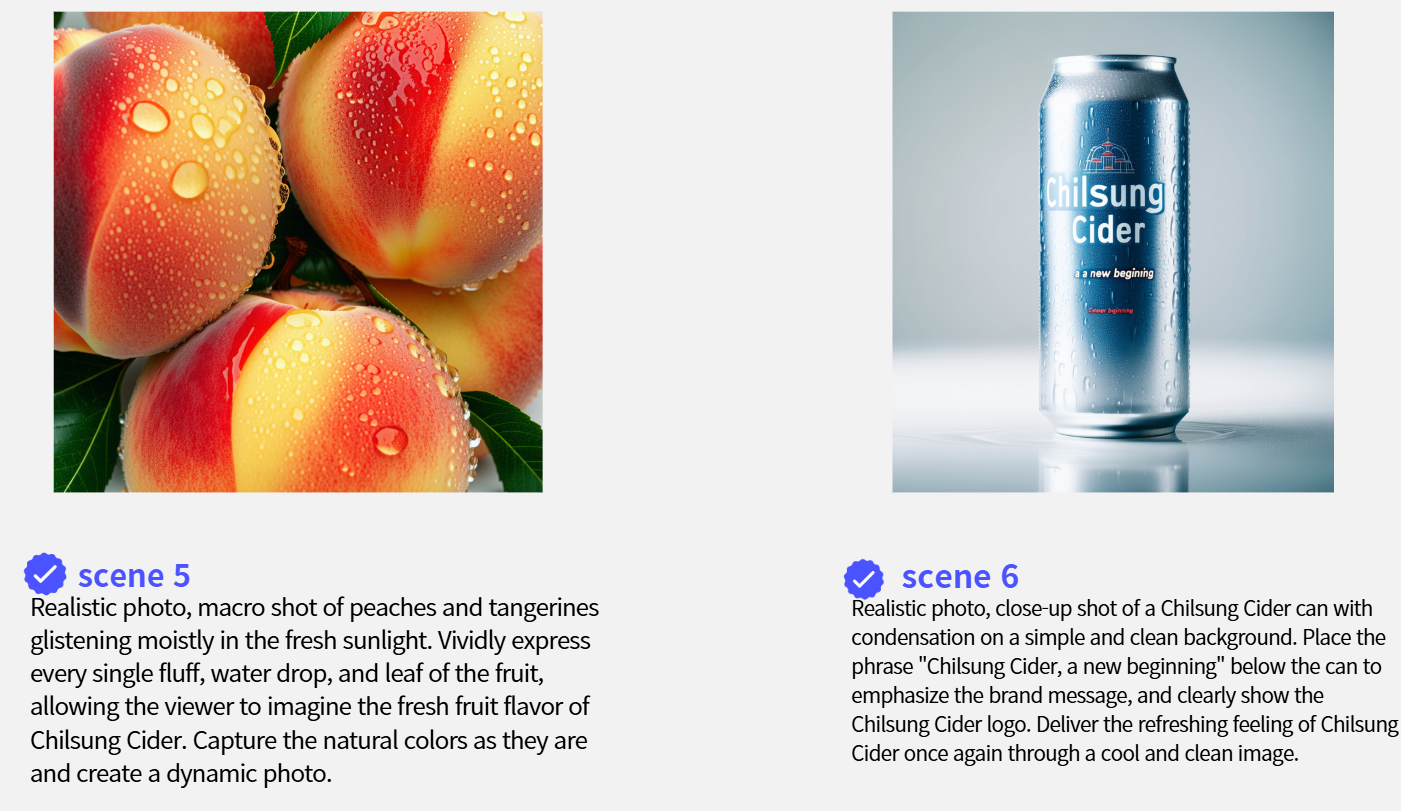 Chilsung
Cider
a a new begining
scene 5
Realistic photo, macro shot of peaches and tangerines
glistening moistly in the fresh sunlight. Vividly express
every single fluff, water drop, and leaf of the fruit,
allowing the viewer to imagine the fresh fruit flavor of
Chilsung Cider. Capture the natural colors as they are
and create a dynamic photo.
scene 6
Realistic photo, close-up shot of a Chilsung Cider can with
condensation on a simple and clean background. Place the
phrase "Chilsung Cider, a new beginning" below the can to
emphasize the brand message, and clearly show the
Chilsung Cider logo. Deliver the refreshing feeling of Chilsung
Cider once again through a cool and clean image.